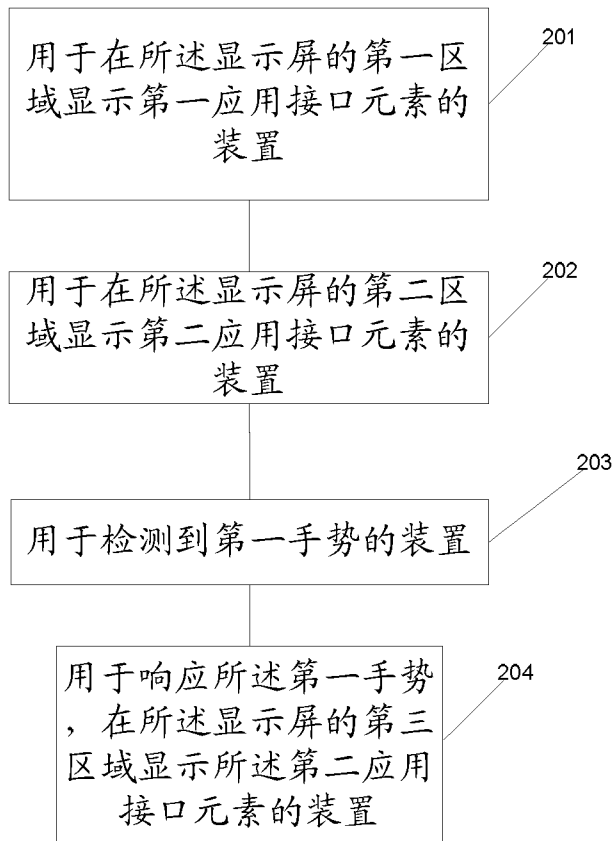 用于在所述显示屏的第一区
域显示第一应用接口元素的
装置
201
用于在所述显示屏的第二区
域显示第二应用接口元素的
装置
202
用于检测到第一手势的装置
203
用于响应所述第一手势
，在所述显示屏的第三
区域显示所述第二应用
接口元素的装置
204